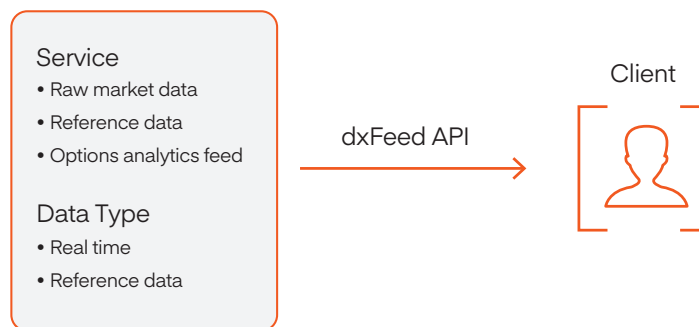 Service
• Raw market data
• Reference data
• Options analytics feed
Data Type
• Real time
• Reference data
dxFeed API
Client